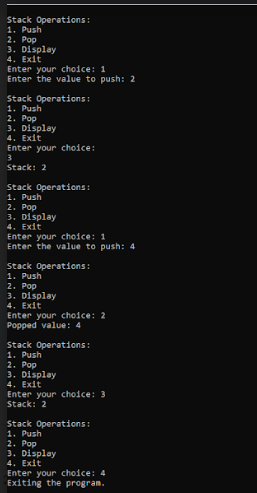 Stack Operations:
1. Push
2. Pop
3. Display
4. Exit
Enter your choice: 1
Enter the value to push: 2
Stack Operations:
1. Push
2. Pop
3. Display
4. Exit
Enter your choice:
3
Stack: 2
Stack Operations:
1. Push
2. Pop
3. Display
4. Exit
Enter your choice: 1
Enter the value to push: 4
Stack Operations:
1. Push
2. Pop
3. Display
4. Exit
Enter your choice: 2
Popped value: 4
Stack Operations:
1. Push
2. Pop
3. Display
4. Exit
Enter your choice: 3
Stack: 2
Stack Operations:
1. Push
2. Pop
3. Display
4. Exit
Enter your choice: 4
Exiting the program.